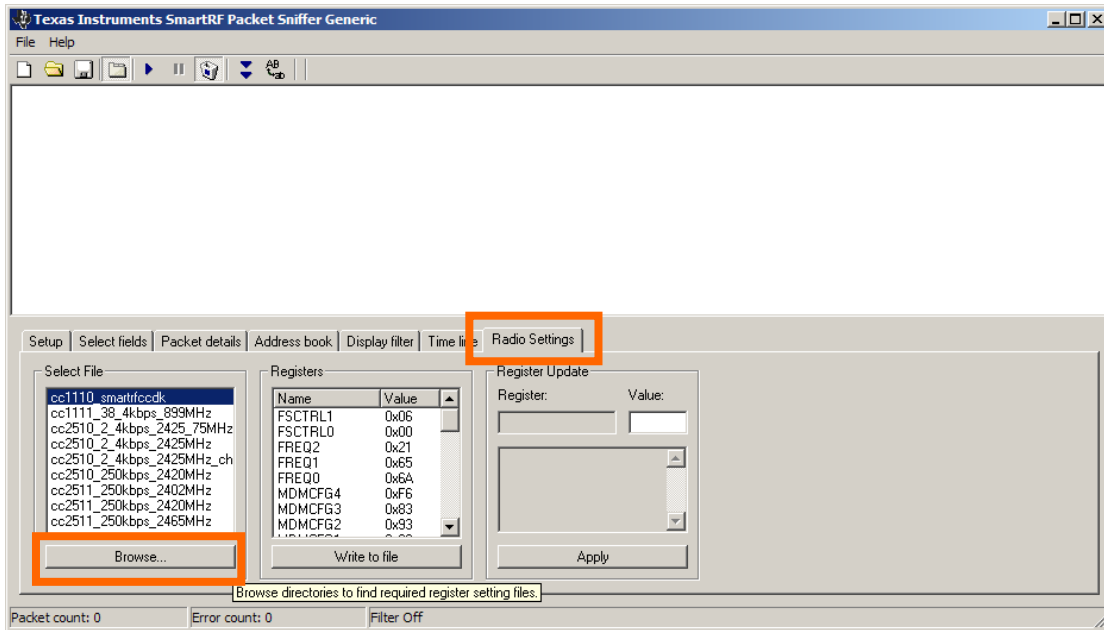 Texas Instruments SmartRF Packet Sniffer Generic
File Help
Setup Select fields Packet details Address book Display filter Time line Radio Settings
Select File
cc1110_smartrfccdk
cc1111_38_4kbps_899MHz
cc2510_2_4kbps_2425_75MHz
cc2510_2_4kbps_2425MHz
cc2510_2_4kbps_2425MHz_ch
cc2510_250kbps_2420MHz
cc2511_250kbps_2402MHz
cc2511_250kbps_2420MHz
cc2511_250kbps_2465MHz
Browse...
Registers
Name Value
FSCTRL1 0x06
FSCTRL0 0x00
FREQ2 0x21
FREQ1 0x65
FREQ0 0x6A
MDMCFG4 0xF6
MDMCFG3 0x83
MDMCFG2 0x93
Write to file
Register Update
Register: Value:
Apply
Browse directories to find required register setting files.
Packet count: 0 Error count: 0 Filter Off